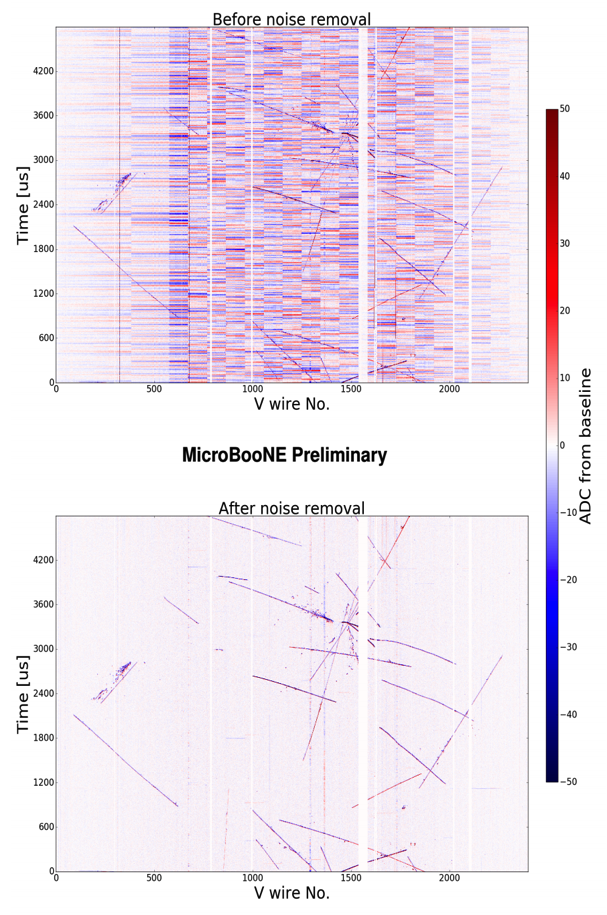 Before noise removal
4200
3600
3000
2400
1800
1200
600
0
Time [us]
0 500 1000 1500 2000
V wire No.
MicroBooNE Preliminary
After noise removal
4200
3600
3000
2400
1800
1200
600
0
Time [us]
0 500 1000 1500 2000
V wire No.
50
40
30
20
10
0
−10
−20
−30
−40
−50
ADC from baseline